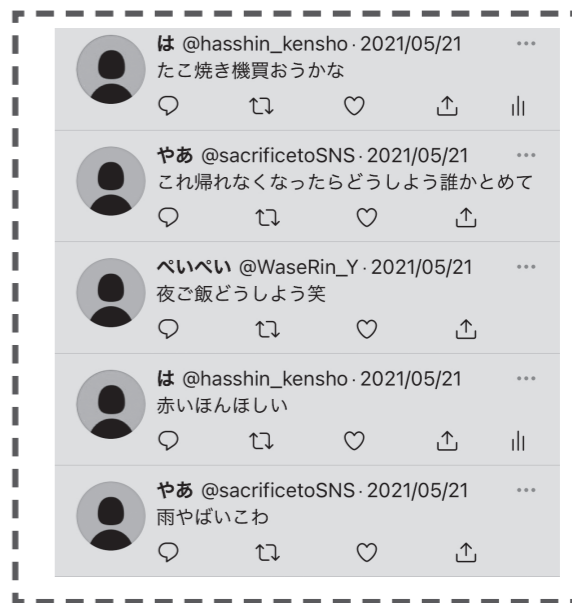 は @hasshin_kensho · 2021/05/21
たこ焼き機買おうかな
やあ @sacrificetoSNS · 2021/05/21
これ帰れなくなったらどうしよう誰かとめて
ぺいぺい @WaseRin_Y · 2021/05/21
夜ご飯どうしよう笑
は @hasshin_kensho · 2021/05/21
赤いほんほしい
やあ @sacrificetoSNS · 2021/05/21
雨やばいこわ